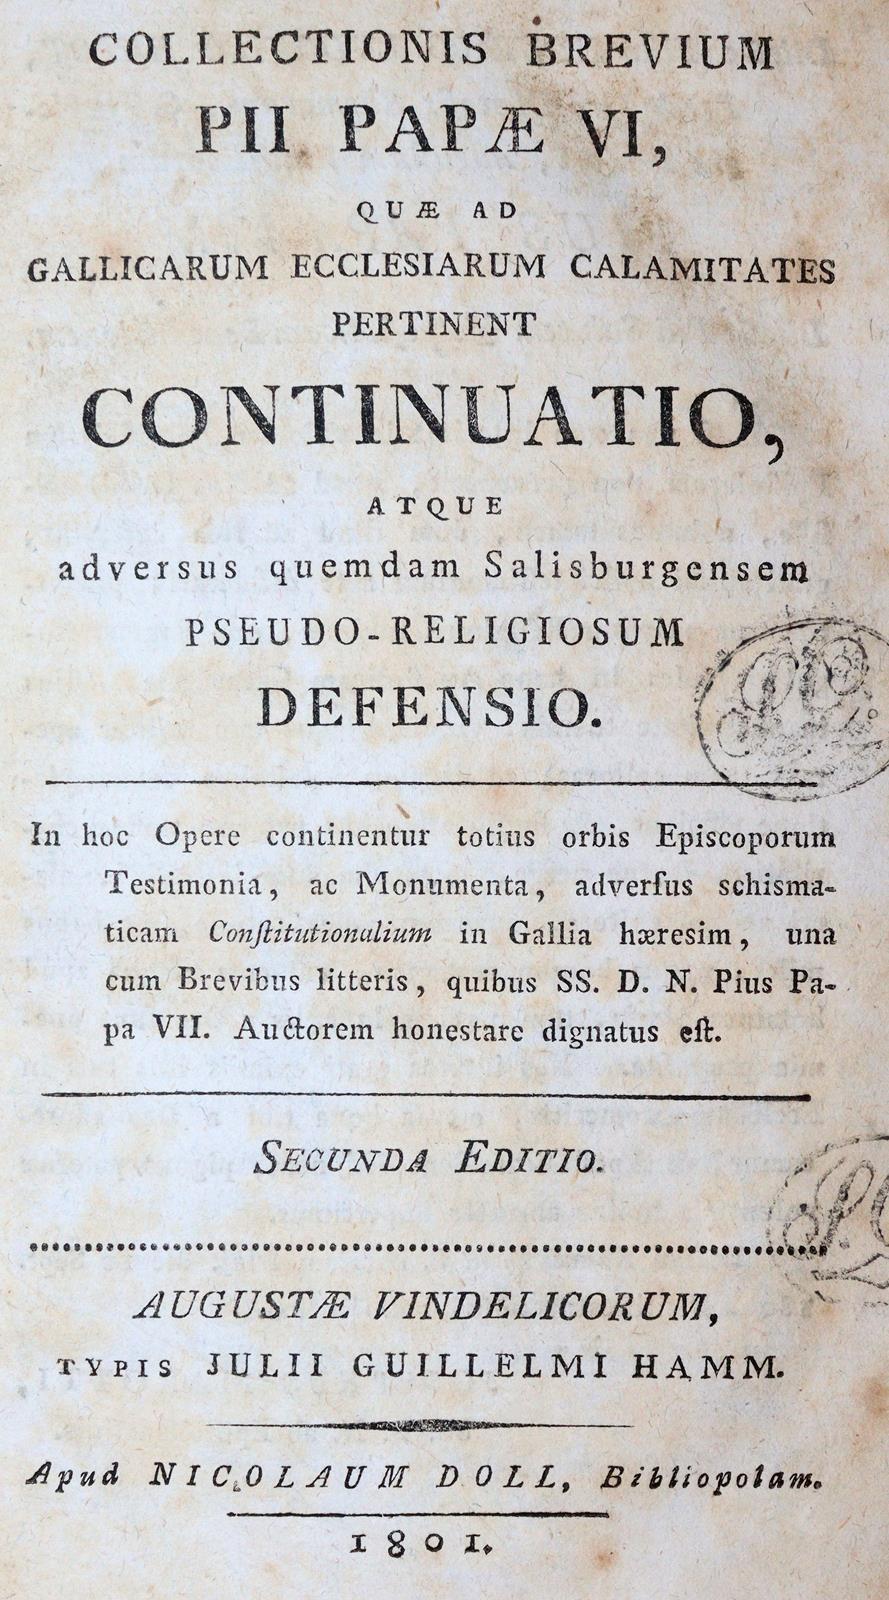 COLLECTIONIS BREVIUM
PII PAPÆ VI,
QUÆ AD
GALLICARUM ECCLESIARUM CALAMITATES
PERTINENT
CONTINUATIO,
ATQUE
adversus quemdam Salisburgensem
PSEUDO-RELIGIOSUM
DEFENSIO.
In hoc Opere continentur totius orbis Episcoporum
Testimonia, ac Monumenta, adverſus schisma-
ticam Conſtitutionalium in Gallia hæresim, una
cum Brevibus litteris, quibus SS. D. N. Pius Pa-
pa VII. Auctorem honestare dignatus eſt.
SECUNDA EDITIO.
AUGUSTÆ VINDELICORUM,
TYPIS JULII GUILLELMI HAMM.
Apud NICOLAUM DOLL, Bibliopolam.
1801.